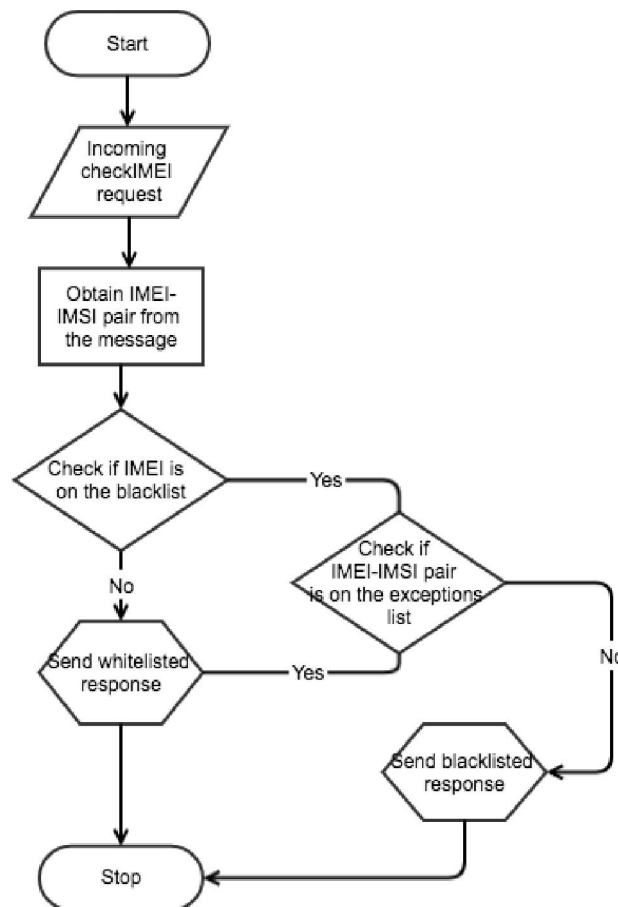 Start
Incoming
checkIMEI
request
Obtain IMEI-
IMSI pair from
the message
Check if IMEI is
on the blacklist
Yes
Check if
IMEI-IMSI pair
is on the exceptions
list
No
Send whitelisted
response
Yes
No
Send blacklisted
response
Stop